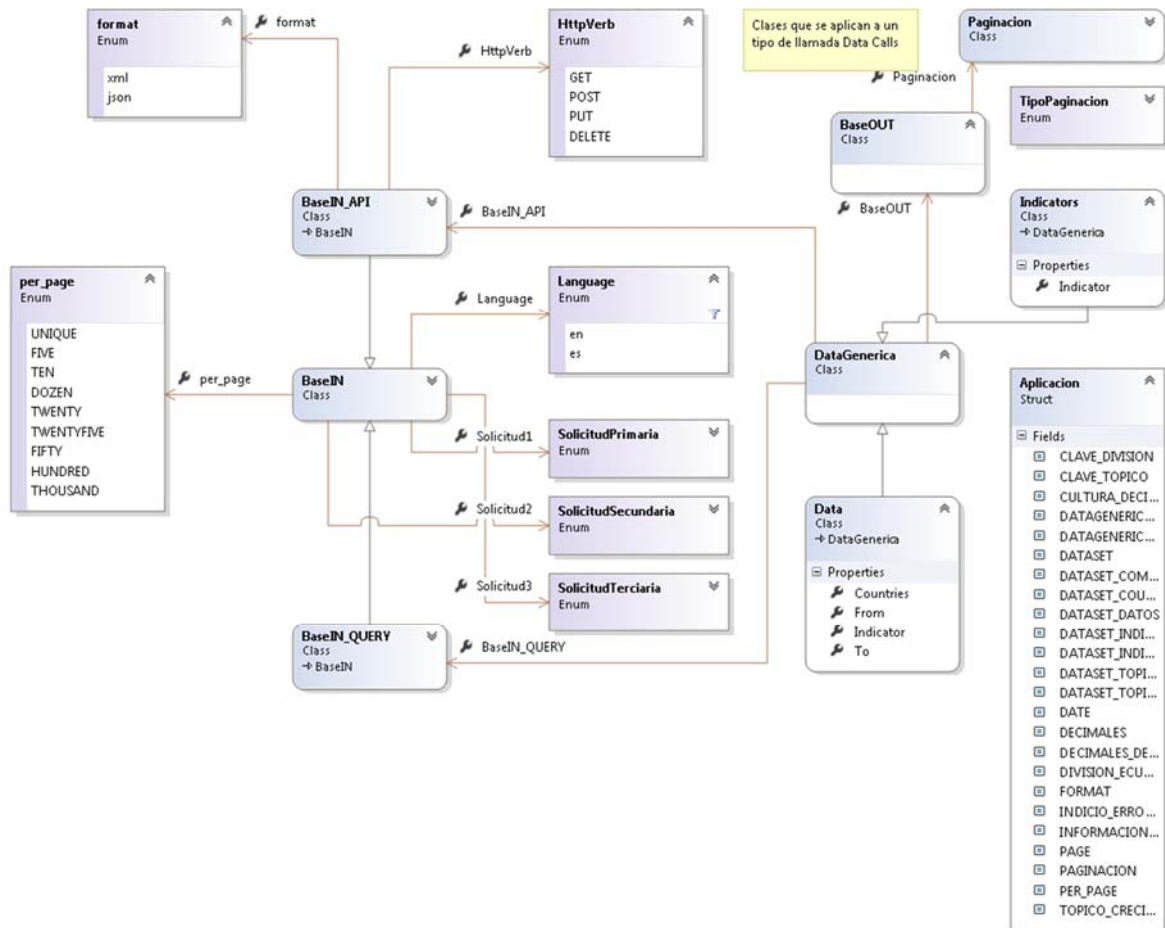 format
Enum
xml
json
format
HttpVerb
Enum
GET
POST
PUT
DELETE
HttpVerb
Clases que se aplican a un
tipo de llamada Data Calls
Paginacion
Class
Paginacion
TipoPaginacion
Enum
BaseOUT
Class
BaseOUT
BaseIN_API
Class
BaseIN
BaseIN_API
Indicators
Class
DataGenerica
Properties
Indicator
per_page
Enum
UNIQUE
FIVE
TEN
DOZEN
TWENTY
TWENTYFIVE
FIFTY
HUNDRED
THOUSAND
per_page
Language
Enum
en
es
Language
BaseIN
Class
DataGenerica
Class
Solicitud1
SolicitudPrimaria
Enum
Solicitud2
SolicitudSecundaria
Enum
Solicitud3
SolicitudTerciaria
Enum
BaseIN_QUERY
Class
BaseIN
BaseIN_QUERY
Data
Class
DataGenerica
Properties
Countries
From
Indicator
To
Aplicacion
Struct
Fields
CLAVE_DIVISION
CLAVE_TOPICO
CULTURA_DECI...
DATAGENERIC...
DATAGENERIC...
DATASET
DATASET_COM...
DATASET_COU...
DATASET_DATOS
DATASET_INDI...
DATASET_INDI...
DATASET_TOPI...
DATASET_TOPI...
DATE
DECIMALES
DECIMALES_DE...
DIVISION_ECU...
FORMAT
INDICIO_ERRO...
INFORMACION...
PAGE
PAGINACION
PER_PAGE
TOPICO_CRECI...